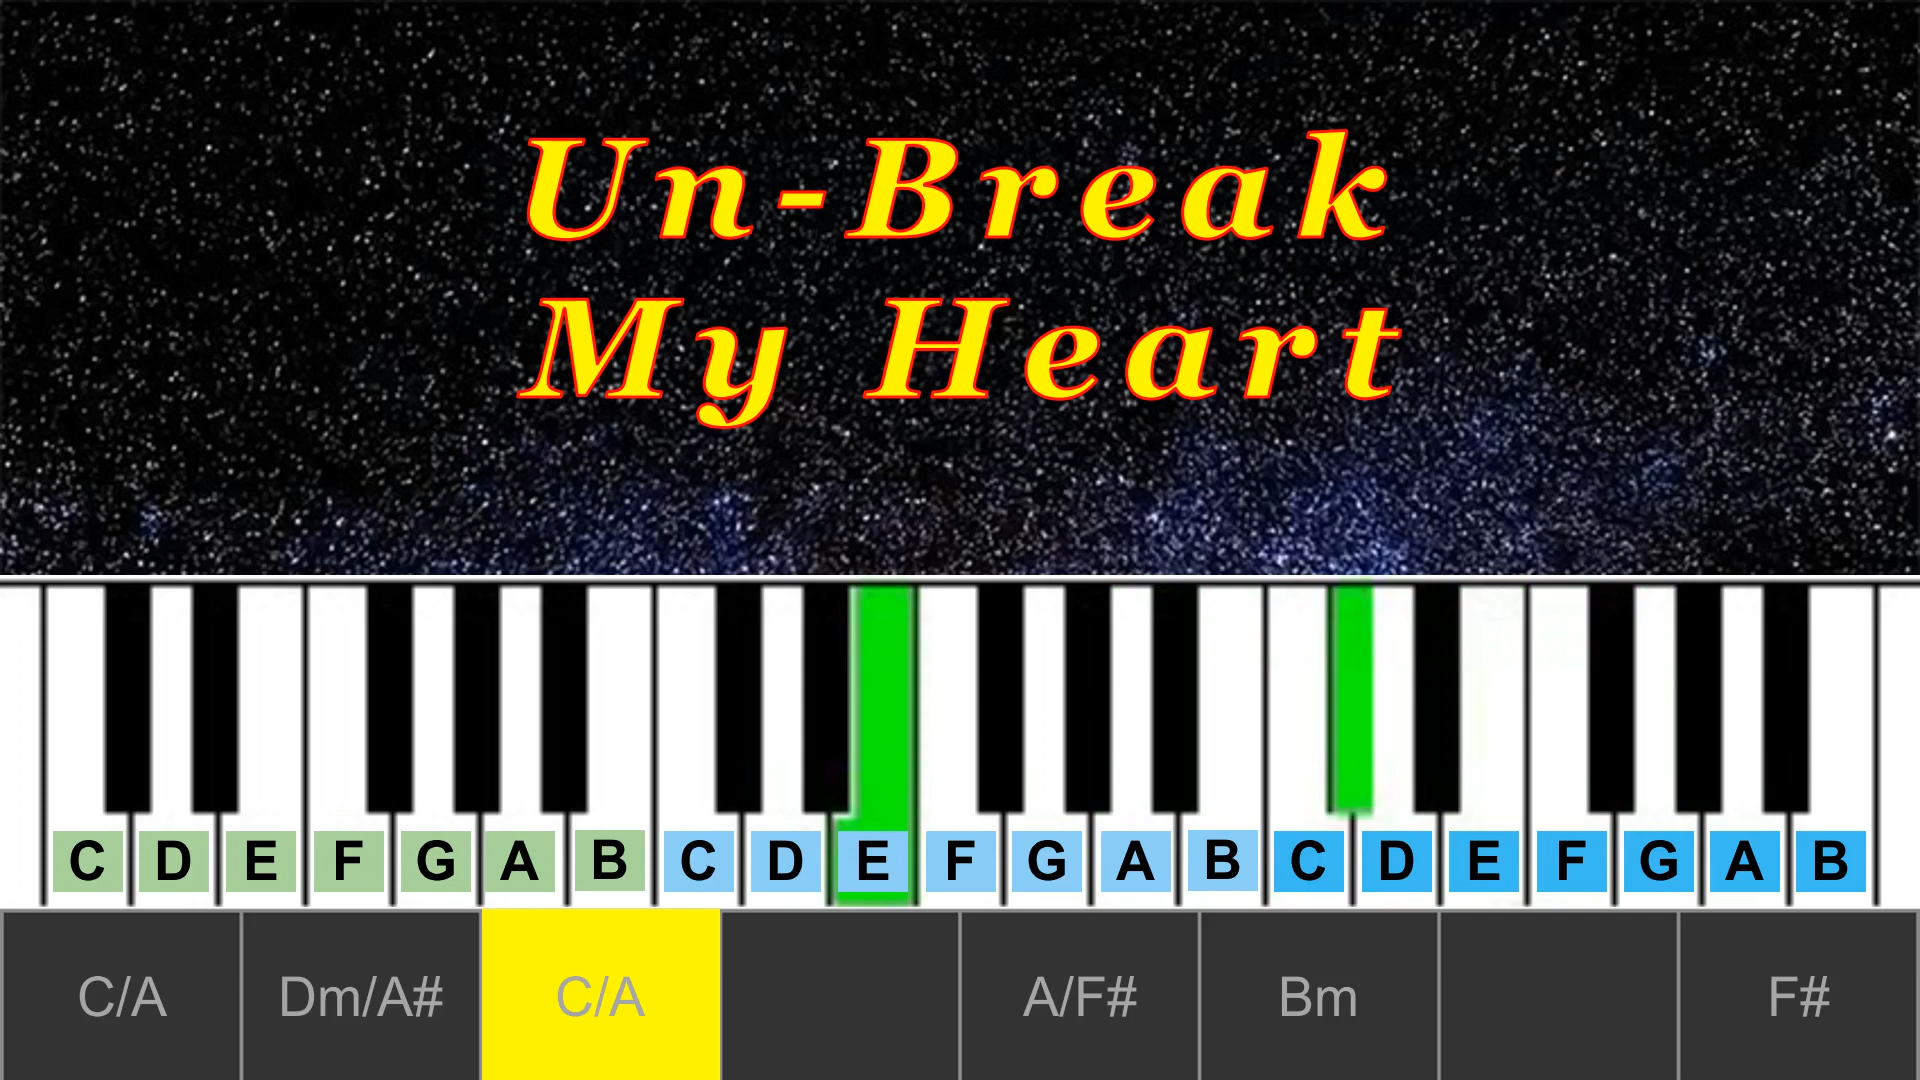 Un-Break
My Heart
C D E F G A B C D E F G A B C D E F G A B
C/A Dm/A# C/A A/F# Bm F#